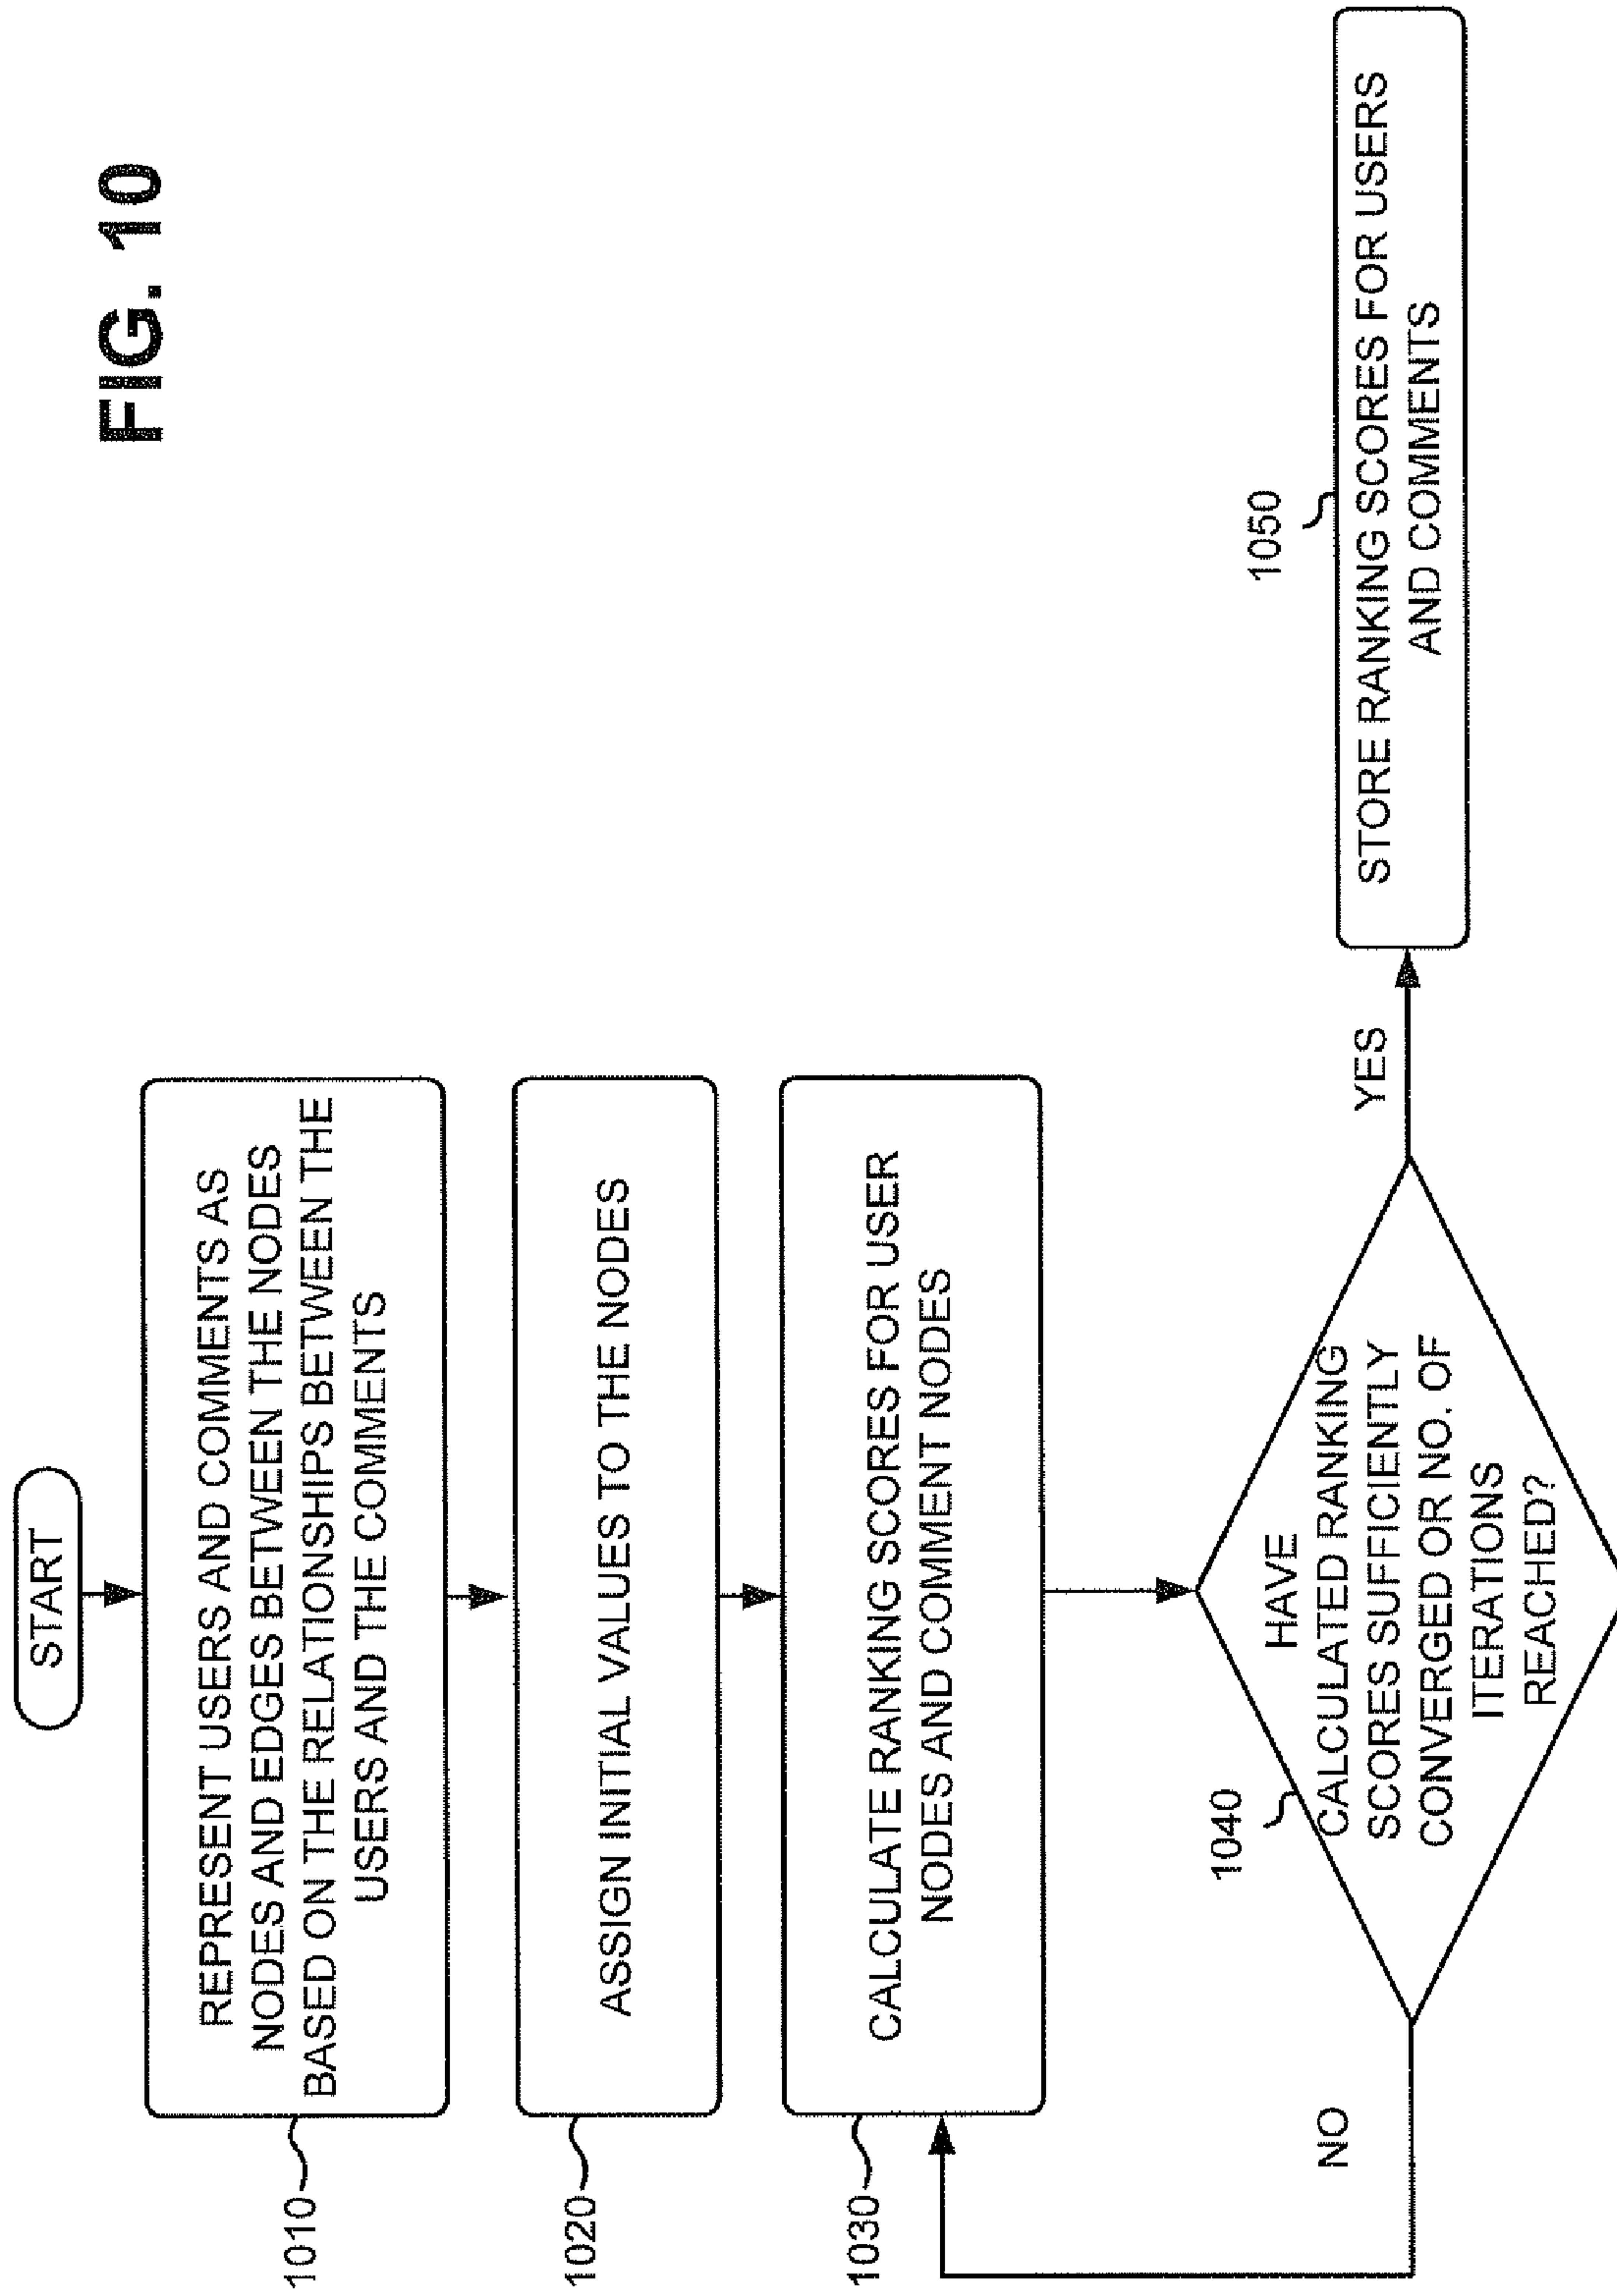 FIG. 10
START
1010
REPRESENT USERS AND COMMENTS AS
NODES AND EDGES BETWEEN THE NODES
BASED ON THE RELATIONSHIPS BETWEEN THE
USERS AND THE COMMENTS
1020
ASSIGN INITIAL VALUES TO THE NODES
1030
CALCULATE RANKING SCORES FOR USER
NODES AND COMMENT NODES
1040
HAVE
CALCULATED RANKING
SCORES SUFFICIENTLY
CONVERGED OR NO. OF
ITERATIONS
REACHED?
NO
YES
1050
STORE RANKING SCORES FOR USERS
AND COMMENTS